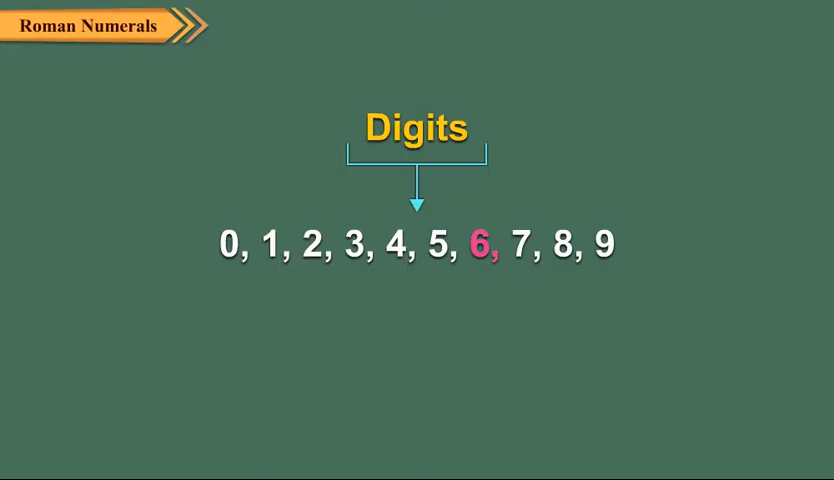 Roman Numerals
Digits
0, 1, 2, 3, 4, 5, 6, 7, 8, 9